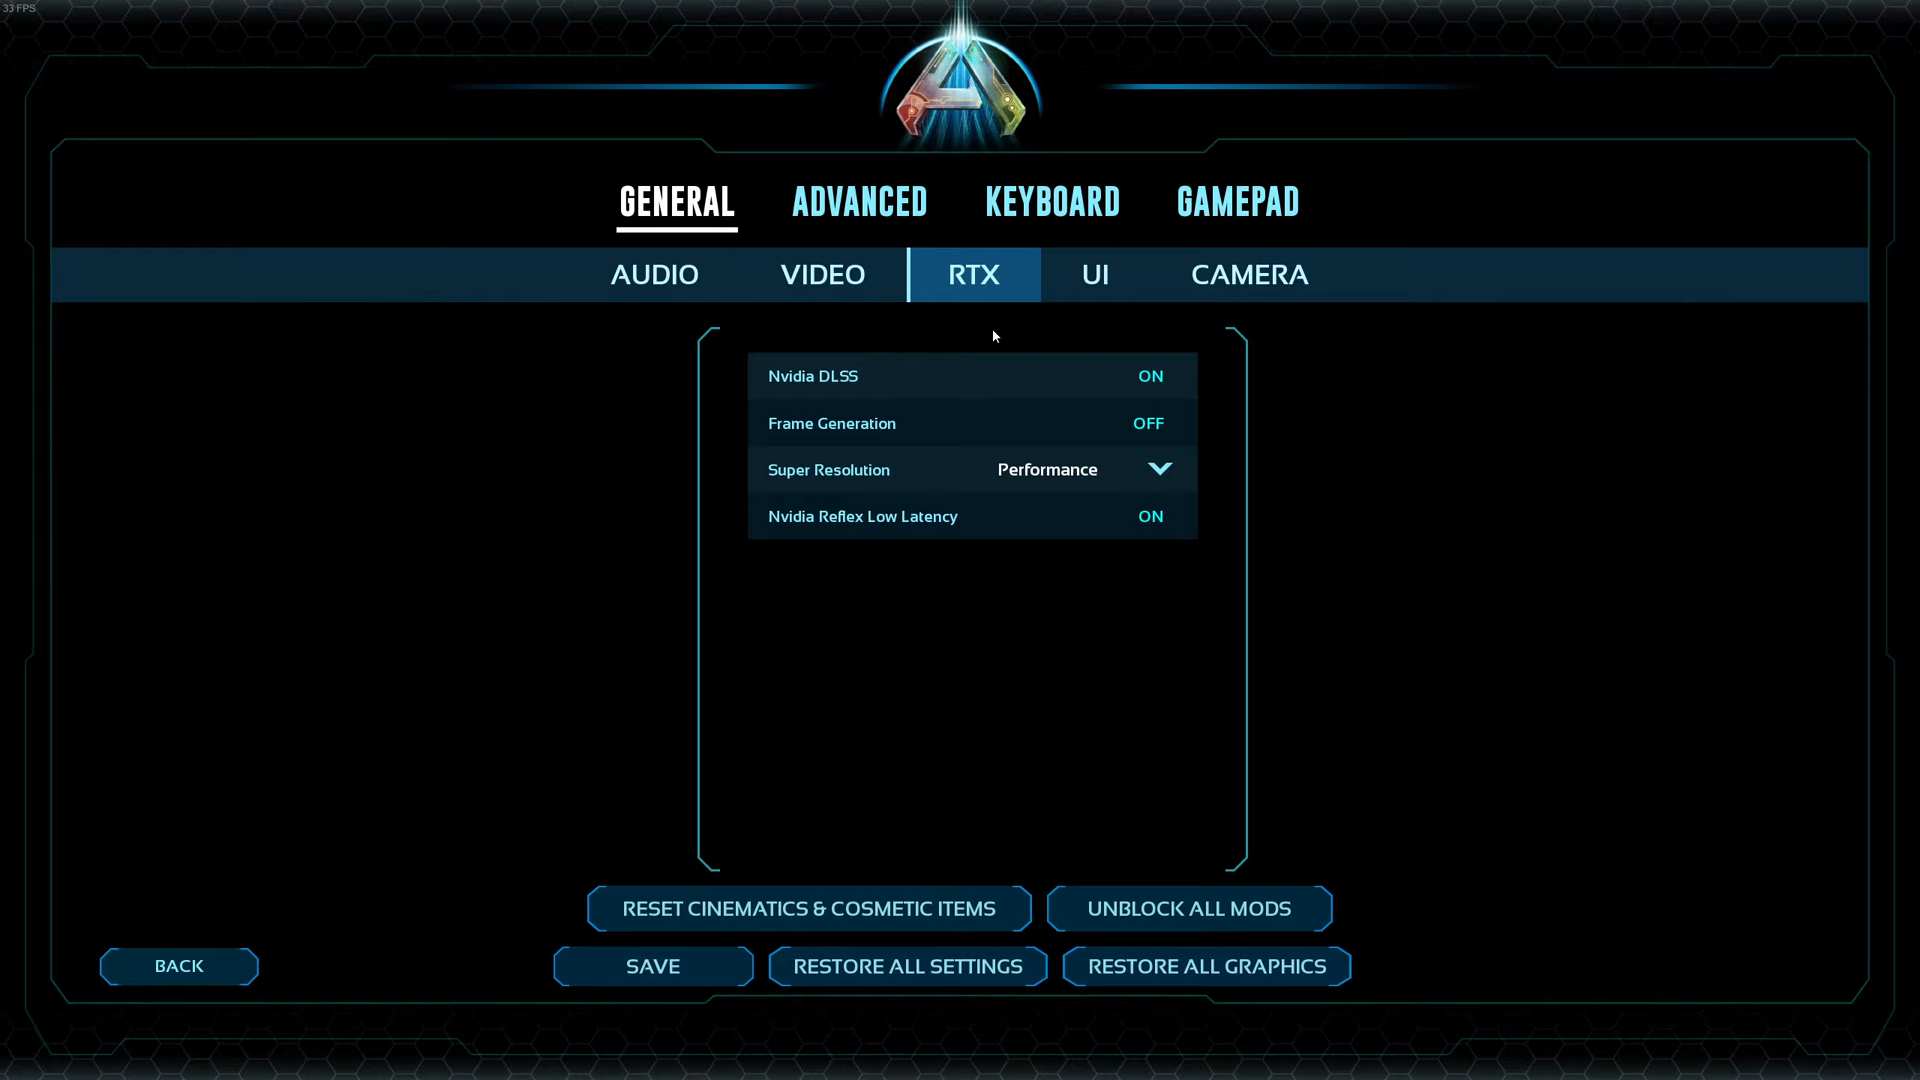 33 FPS
GENERAL ADVANCED KEYBOARD GAMEPAD
AUDIO VIDEO RTX UI CAMERA
Nvidia DLSS ON
Frame Generation OFF
Super Resolution Performance
Nvidia Reflex Low Latency ON
RESET CINEMATICS & COSMETIC ITEMS UNBLOCK ALL MODS
BACK SAVE RESTORE ALL SETTINGS RESTORE ALL GRAPHICS